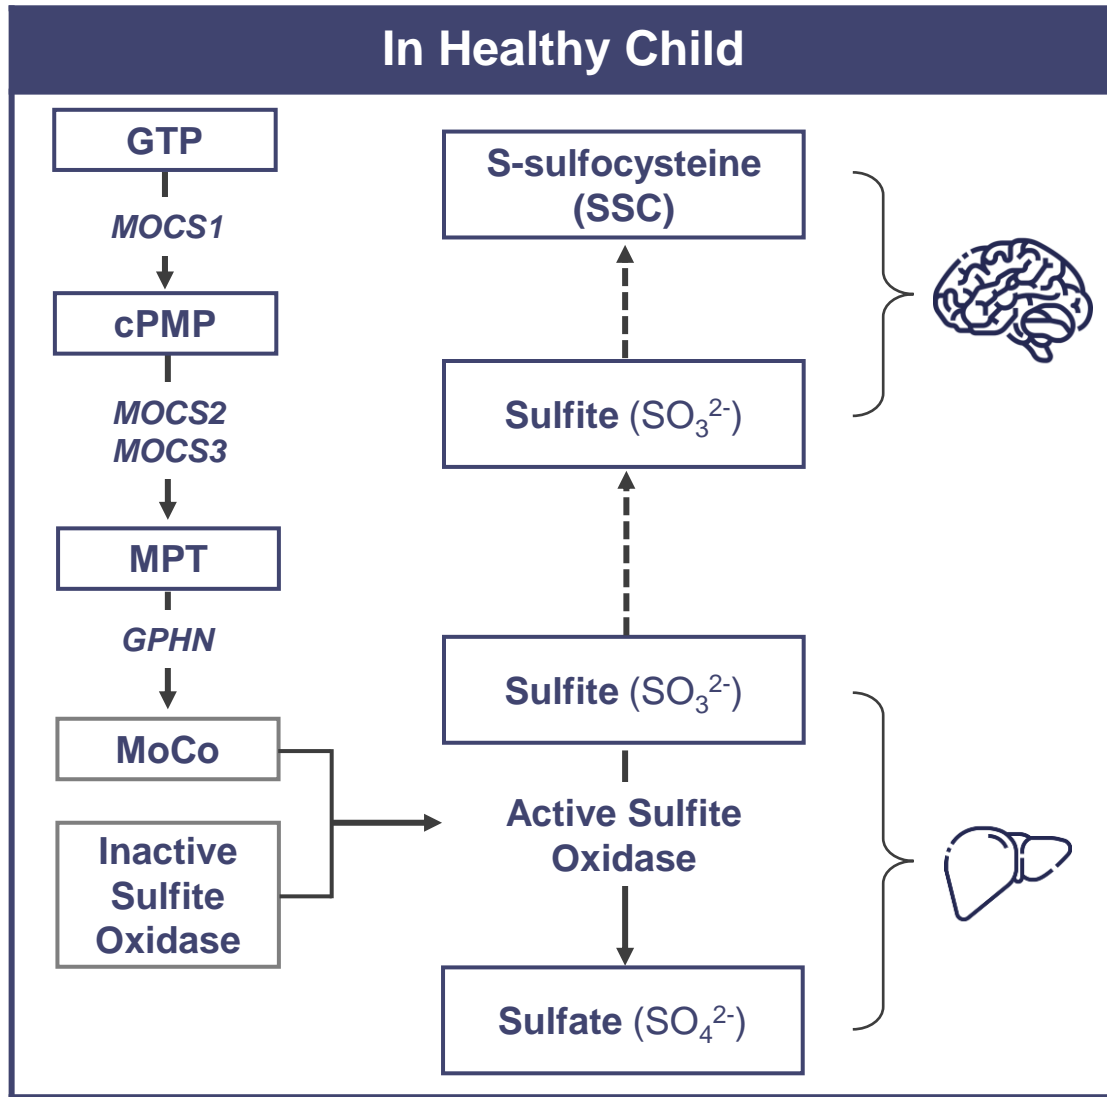 In Healthy Child
GTP
MOCS1
cPMP
MOCS2
MOCS3
MPT
GPHN
MoCo
Inactive
Sulfite
Oxidase
S-sulfocysteine
(SSC)
Sulfite (SO₃²⁻)
Sulfite (SO₃²⁻)
Active Sulfite
Oxidase
Sulfate (SO₄²⁻)